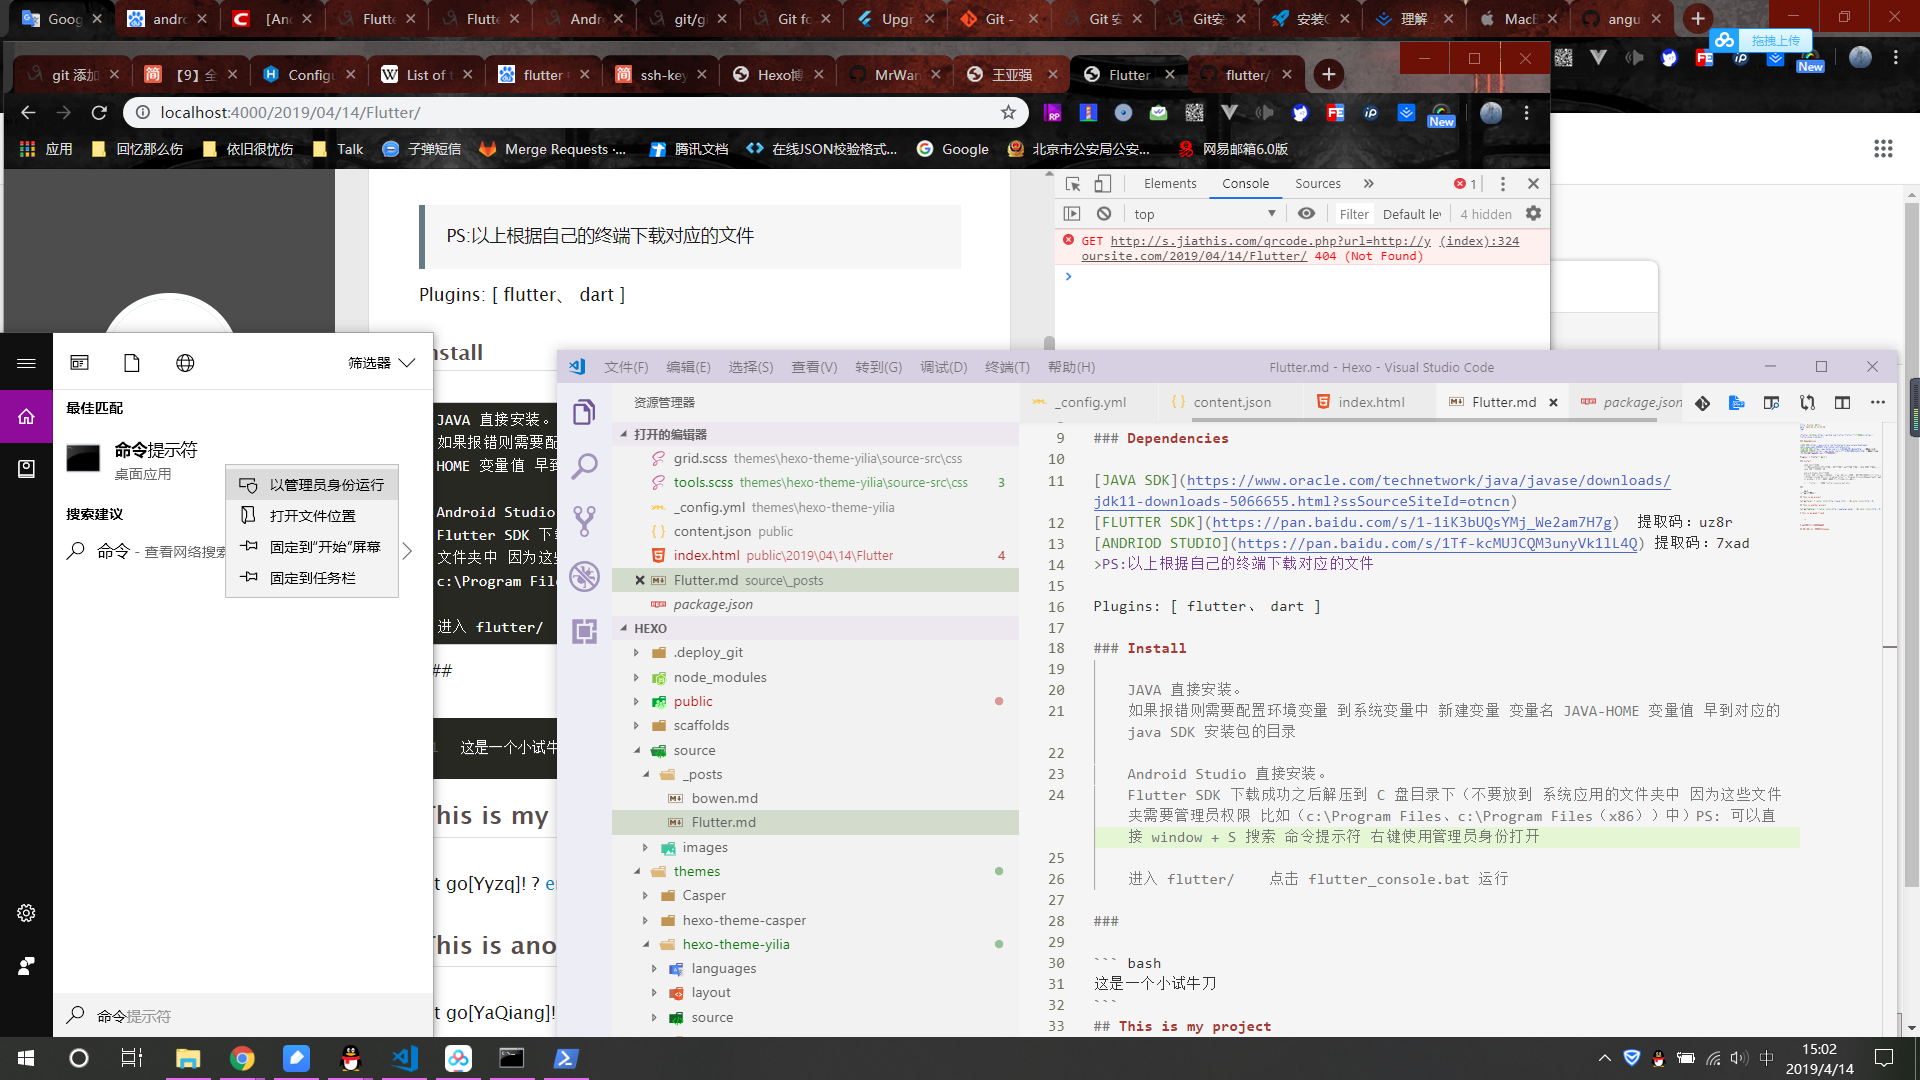 Goog
andro
[An
Flutte
Flutte
Andr
git/gi
Git fo
Upgr
Git -
Git 安
Git安
安装
理解
MacB
angu
拖拽上传
git 添加
【9】全
Configu
List of
flutter
ssh-key
Hexo博
MrWan
王亚强
Flutter
flutter/
New
localhost:4000/2019/04/14/Flutter/
New
应用
回忆那么伤
依旧很忧伤
Talk
子弹短信
Merge Requests ·...
腾讯文档
在线JSON校验格式...
Google
北京市公安局公安...
网易邮箱6.0版
Elements
Console
Sources
1
top
Filter
Default le
4 hidden
GET http://s.jiathis.com/qrcode.php?url=http://y (index):324
oursite.com/2019/04/14/Flutter/ 404 (Not Found)
PS:以上根据自己的终端下载对应的文件
Plugins: [ flutter、 dart ]
nstall
JAVA 直接安装。
如果报错则需要配
HOME 变量值 早到
Android Studio
Flutter SDK 下
文件夹中 因为这
c:\Program File
进入 flutter/
##
1 这是一个小试牛
This is my
t go[Yyzq]! ? e
This is ano
t go[YaQiang]!
筛选器
最佳匹配
命令提示符
桌面应用
搜索建议
命令 - 查看网络搜索
以管理员身份运行
打开文件位置
固定到"开始"屏幕
固定到任务栏
命令提示符
文件(F)
编辑(E)
选择(S)
查看(V)
转到(G)
调试(D)
终端(T)
帮助(H)
Flutter.md - Hexo - Visual Studio Code
资源管理器
打开的编辑器
grid.scss themes\hexo-theme-yilia\source-src\css
tools.scss themes\hexo-theme-yilia\source-src\css 3
_config.yml themes\hexo-theme-yilia
content.json public
index.html public\2019\04\14\Flutter 4
Flutter.md source\_posts
package.json
HEXO
.deploy_git
node_modules
public
scaffolds
source
_posts
bowen.md
Flutter.md
images
themes
Casper
hexo-theme-casper
hexo-theme-yilia
languages
layout
source
_config.yml
content.json
index.html
Flutter.md
package.json
9 ### Dependencies
10
11 [JAVA SDK](https://www.oracle.com/technetwork/java/javase/downloads/
jdk11-downloads-5066655.html?ssSourceSiteId=otncn)
12 [FLUTTER SDK](https://pan.baidu.com/s/1-1iK3bUQsYMj_We2am7H7g) 提取码：uz8r
13 [ANDRIOD STUDIO](https://pan.baidu.com/s/1Tf-kcMUJCQM3unyVk1lL4Q) 提取码：7xad
14 >PS:以上根据自己的终端下载对应的文件
15
16 Plugins: [ flutter、 dart ]
17
18 ### Install
19
20 JAVA 直接安装。
21 如果报错则需要配置环境变量 到系统变量中 新建变量 变量名 JAVA-HOME 变量值 早到对应的
java SDK 安装包的目录
22
23 Android Studio 直接安装。
24 Flutter SDK 下载成功之后解压到 C 盘目录下（不要放到 系统应用的文件夹中 因为这些文件
夹需要管理员权限 比如（c:\Program Files、c:\Program Files（x86））中）PS: 可以直
接 window + S 搜索 命令提示符 右键使用管理员身份打开
25
26 进入 flutter/ 点击 flutter_console.bat 运行
27
28 ###
29
30 ``` bash
31 这是一个小试牛刀
32 ```
33 ## This is my project
中
15:02
2019/4/14